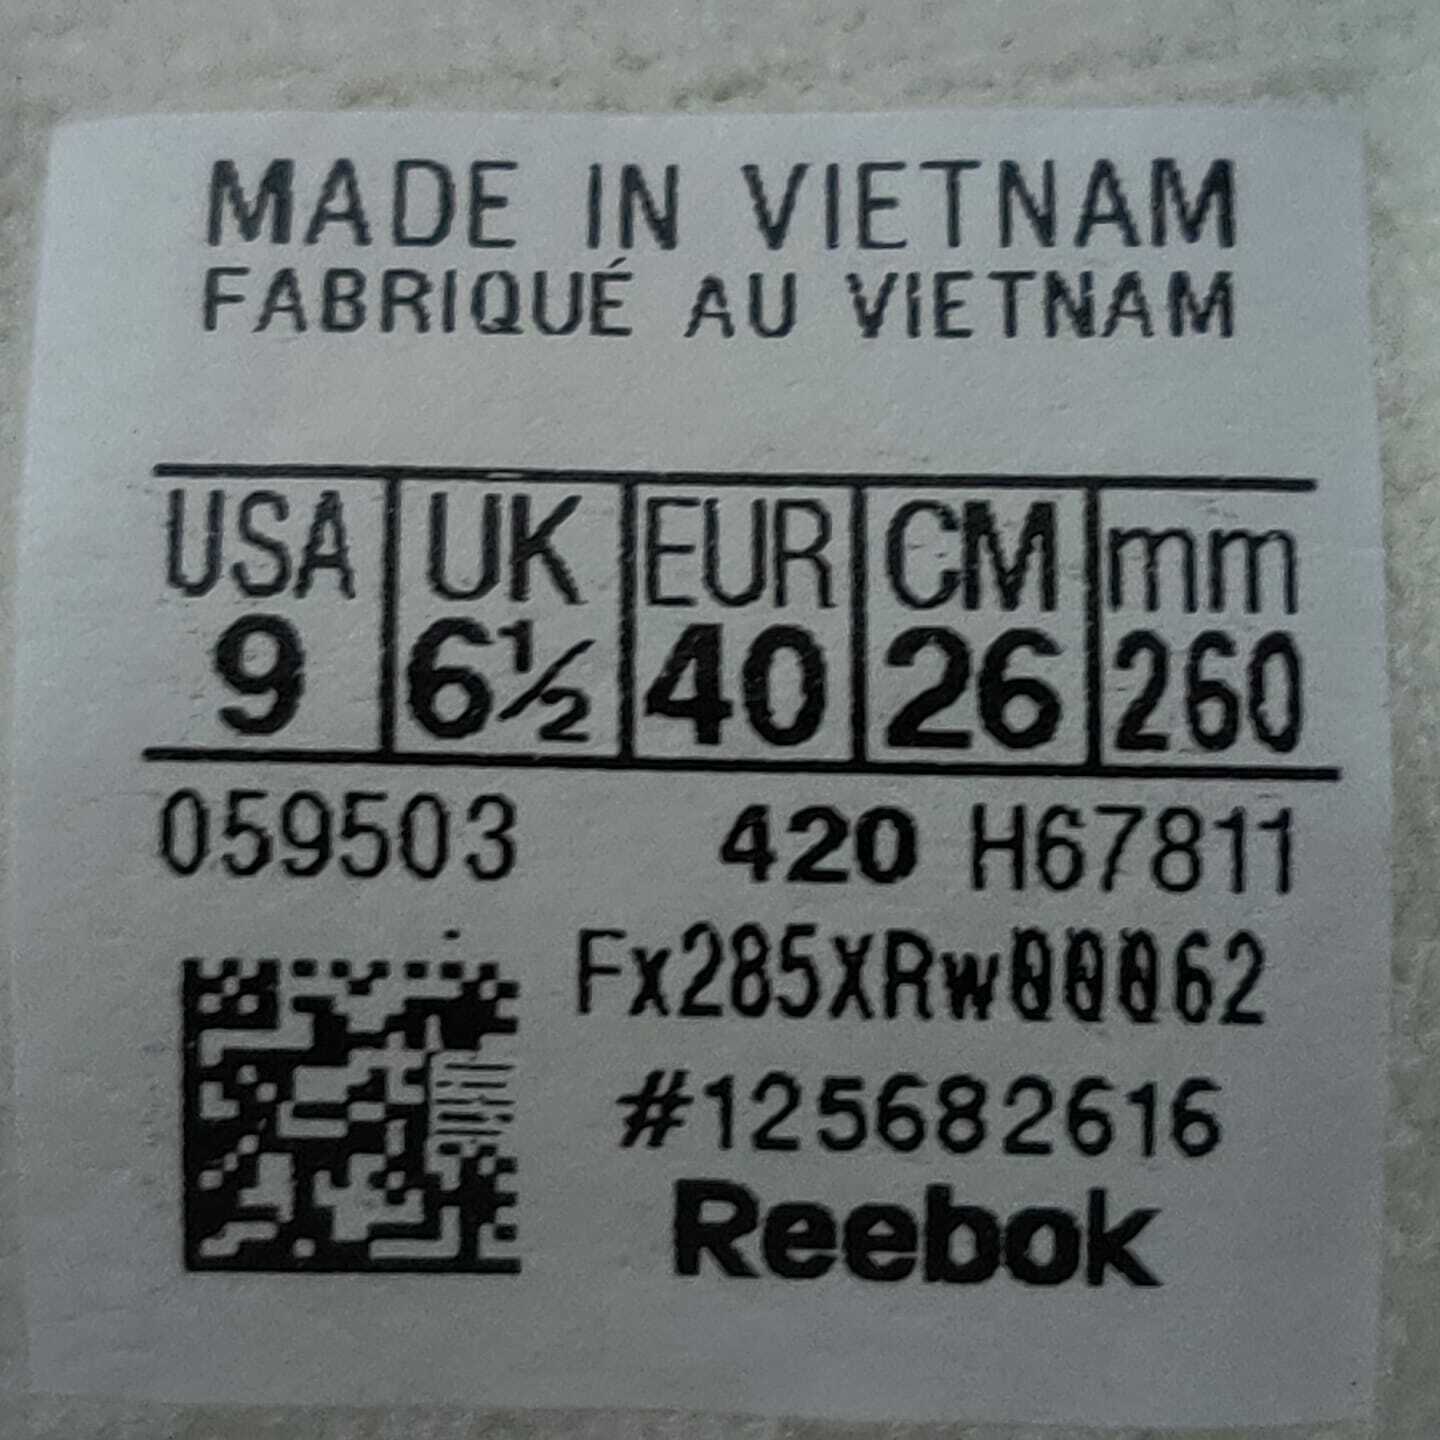 MADE IN VIETNAM
FABRIQUÉ AU VIETNAM
USA UK EUR CM mm
9 6½ 40 26 260
059503 420 H67811
Fx285XRw00062
#125682616
Reebok